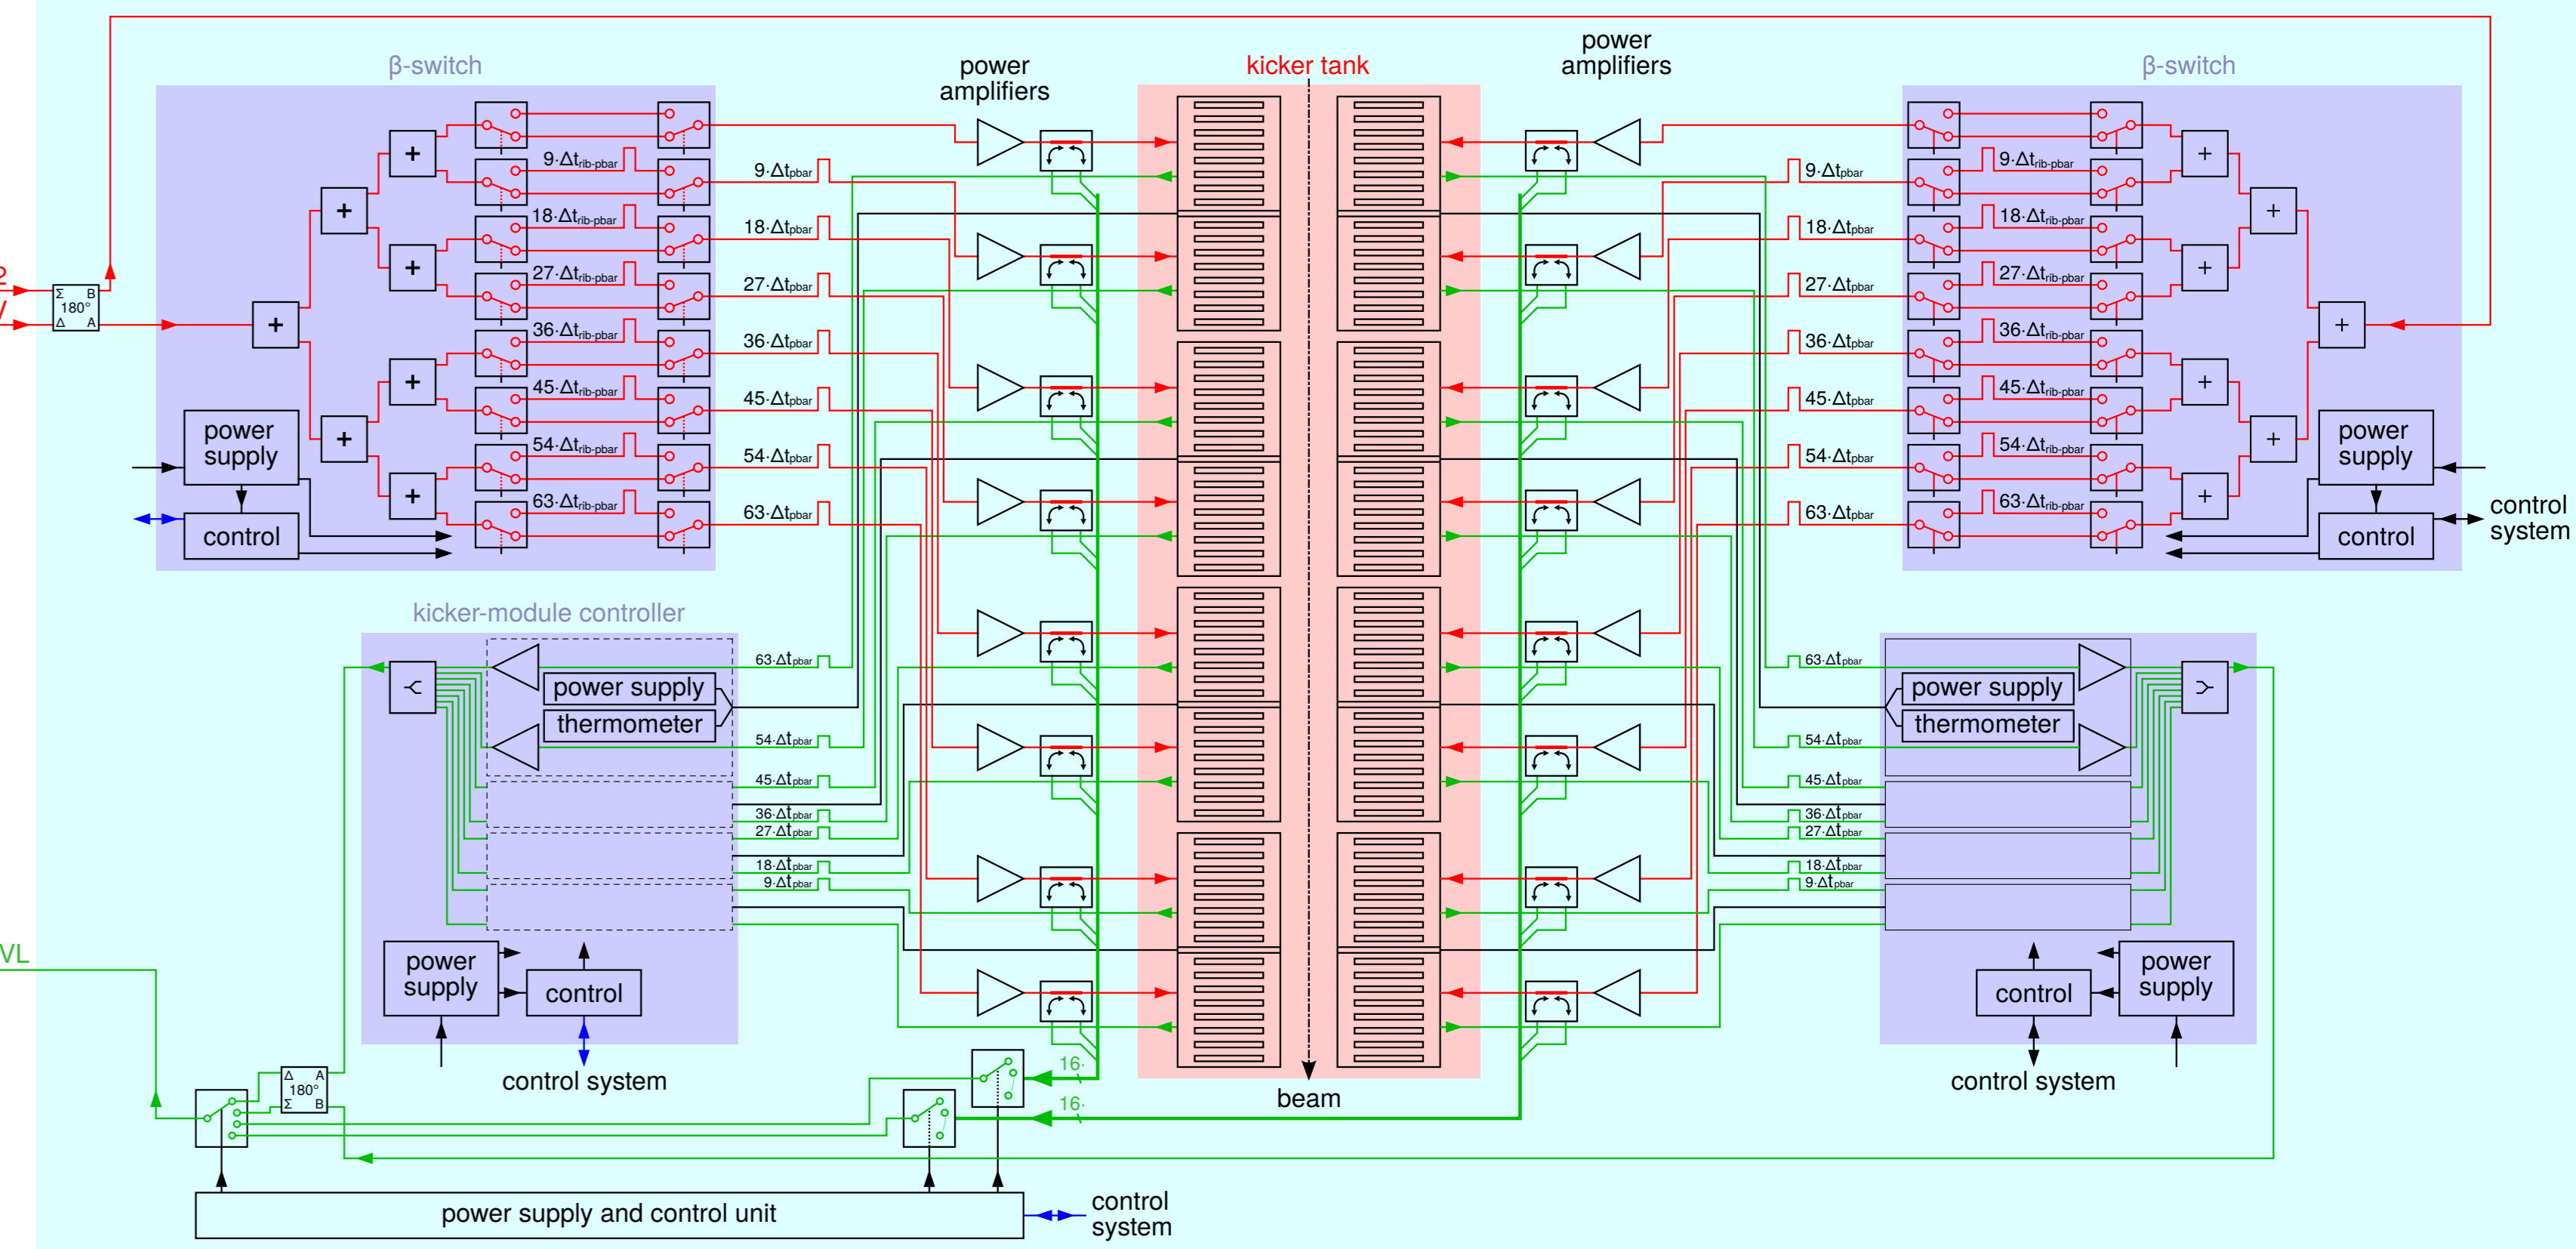 β-switch
power
amplifiers
kicker tank
power
amplifiers
β-switch
+
+
+
+
+
+
+
9·Δtrib-pbar
18·Δtrib-pbar
27·Δtrib-pbar
36·Δtrib-pbar
45·Δtrib-pbar
54·Δtrib-pbar
63·Δtrib-pbar
9·Δtpbar
18·Δtpbar
27·Δtpbar
36·Δtpbar
45·Δtpbar
54·Δtpbar
63·Δtpbar
9·Δtpbar
18·Δtpbar
27·Δtpbar
36·Δtpbar
45·Δtpbar
54·Δtpbar
63·Δtpbar
9·Δtrib-pbar
18·Δtrib-pbar
27·Δtrib-pbar
36·Δtrib-pbar
45·Δtrib-pbar
54·Δtrib-pbar
63·Δtrib-pbar
+
+
+
+
+
+
+
2
Σ B
180°
Δ A
power
supply
control
power
supply
control
control
system
kicker-module controller
power supply
thermometer
63·Δtpbar
54·Δtpbar
45·Δtpbar
36·Δtpbar
27·Δtpbar
18·Δtpbar
9·Δtpbar
63·Δtpbar
54·Δtpbar
45·Δtpbar
36·Δtpbar
27·Δtpbar
18·Δtpbar
9·Δtpbar
power supply
thermometer
VL
power
supply
control
control system
control
power
supply
control system
Δ A
180°
Σ B
16·
16·
beam
power supply and control unit
control
system